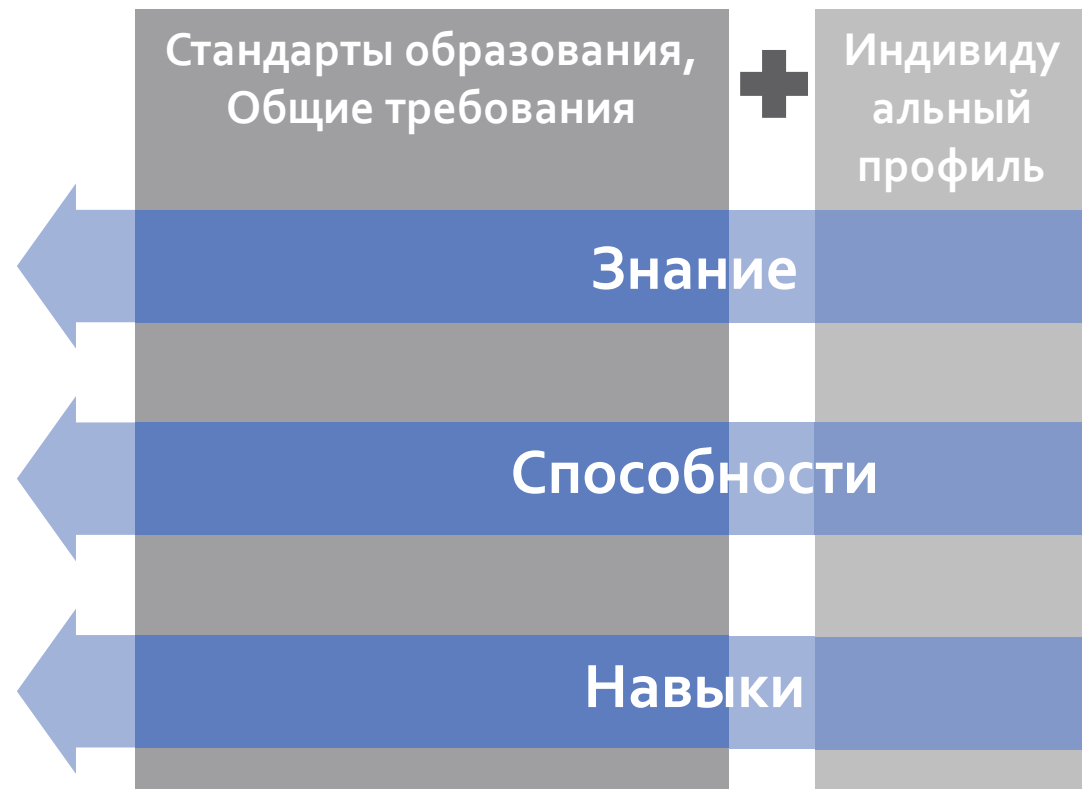 Стандарты образования,
Общие требования
Индивиду
альный
профиль
Знание
Способности
Навыки